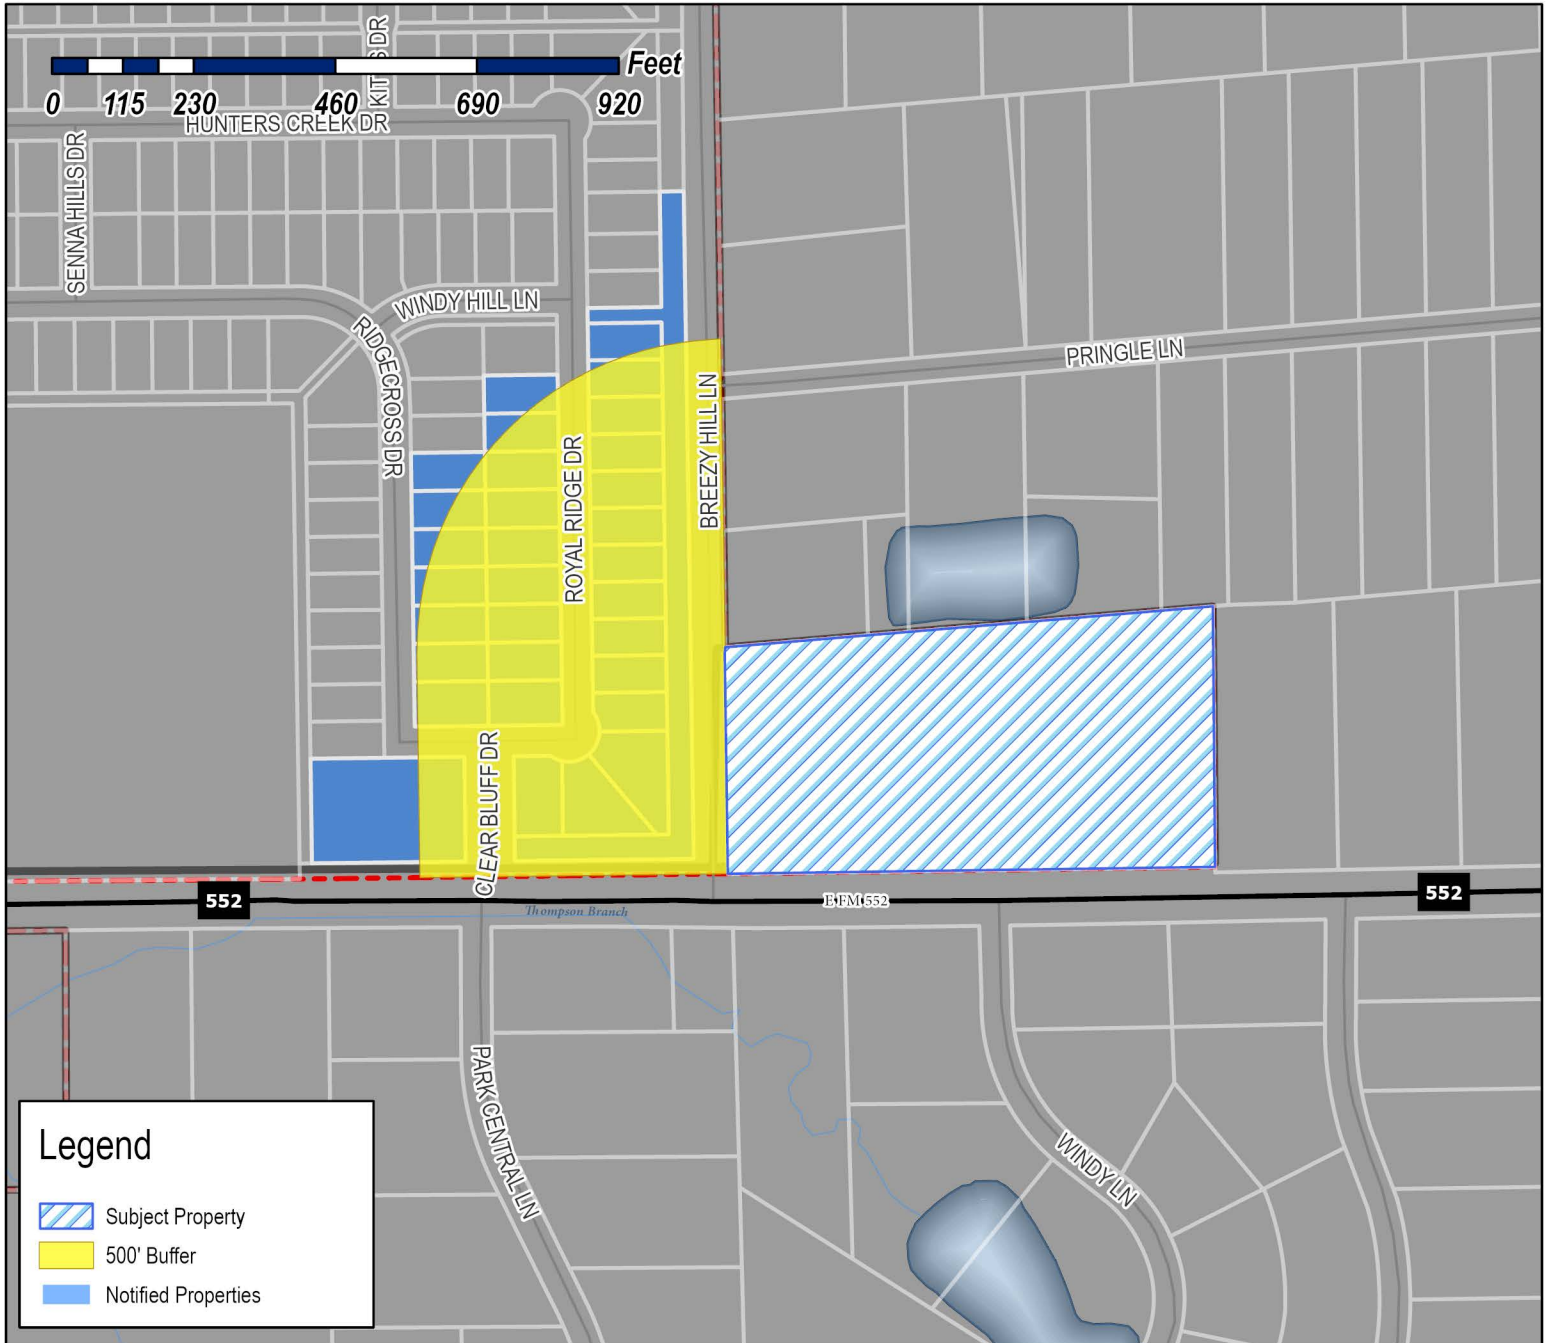 KITES DR
Feet
0 115 230 460 690 920
HUNTERS CREEK DR
SENNA HILLS DR
WINDY HILL LN
RIDGECROSS DR
PRINGLE LN
BREEZY HILL LN
ROYAL RIDGE DR
CLEAR BLUFF DR
552
E FM 552
552
Thompson Branch
PARK CENTRAL LN
WINDY LN
Legend
Subject Property
500' Buffer
Notified Properties